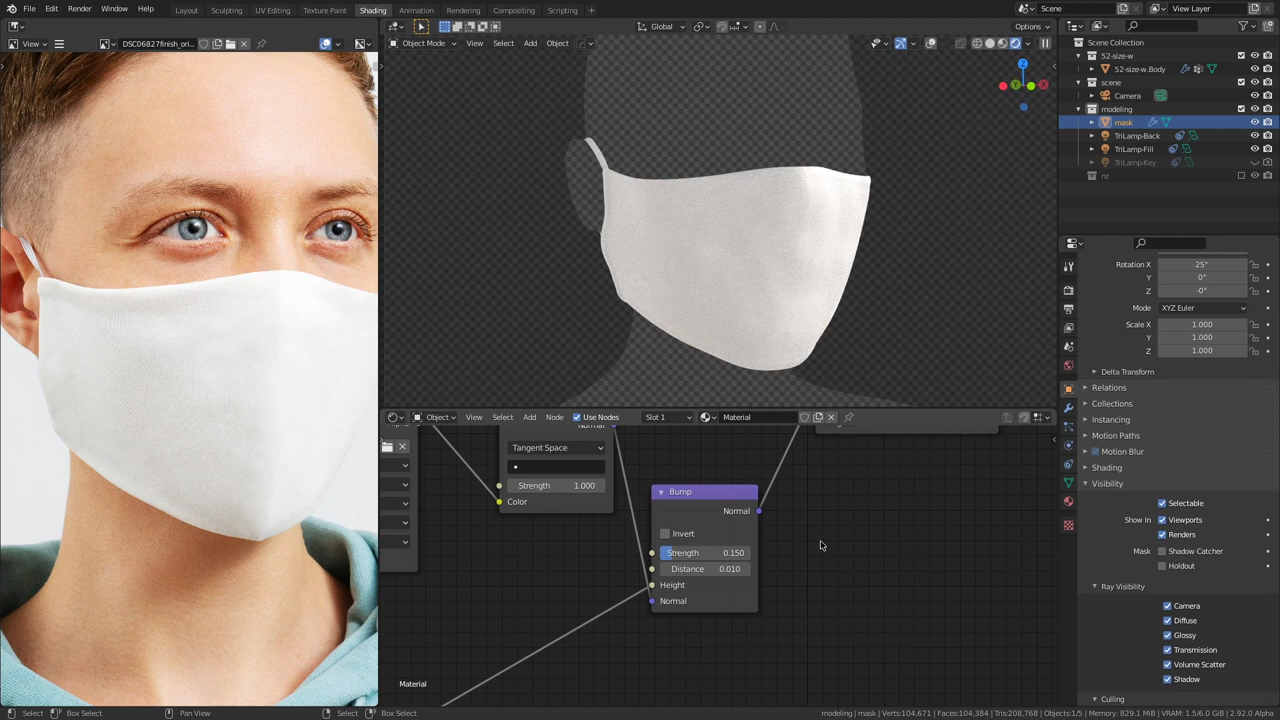 File Edit Render Window Help Layout Sculpting UV Editing Texture Paint Shading Animation Rendering Compositing Scripting + Scene View Layer
View DSC06827finish_ori... Global Options
Object Mode View Select Add Object
Z
Y X
Scene Collection
52-size-w
52-size-w.Body
scene
Camera
modeling
mask
TriLamp-Back
TriLamp-Fill
TriLamp-Key
nz
Rotation X 25°
Y 0°
Z -0°
Mode XYZ Euler
Scale X 1.000
Y 1.000
Z 1.000
Delta Transform
Relations
Collections
Instancing
Motion Paths
Motion Blur
Shading
Visibility
Selectable
Show In Viewports
Renders
Mask Shadow Catcher
Holdout
Ray Visibility
Camera
Diffuse
Glossy
Transmission
Volume Scatter
Shadow
Culling
Object View Select Add Node Use Nodes Slot 1 Material
Normal
Tangent Space
Strength 1.000
Color
Bump
Normal
Invert
Strength 0.150
Distance 0.010
Height
Normal
Material
Select Box Select Pan View Select Box Select modeling | mask | Verts:104,671 | Faces:104,384 | Tris:208,768 | Objects:1/5 | Memory: 829.1 MiB | VRAM: 1.5/6.0 GiB | 2.92.0 Alpha